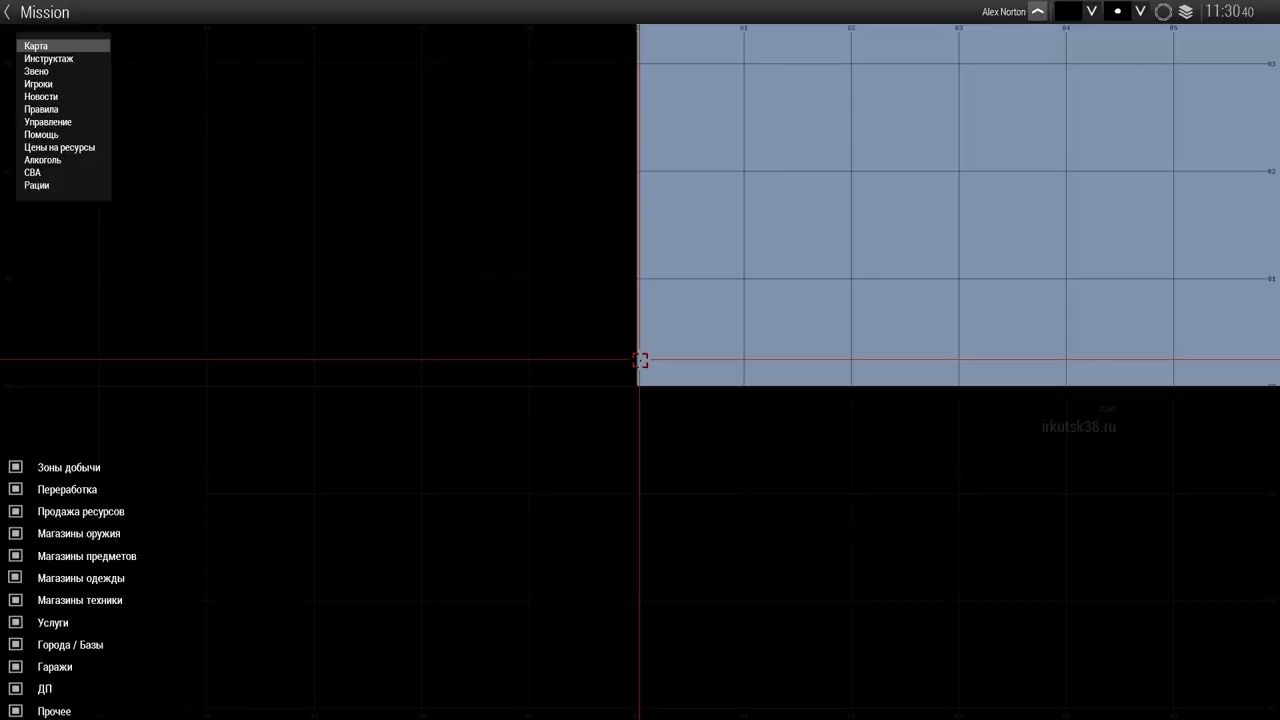 Mission
Alex Norton
11:30 40
00 01 02 03 04 05
Карта
Инструктаж
Звено
Игроки
Новости
Правила
Управление
Помощь
Цены на ресурсы
Алкоголь
СВА
Рации
03
02
01
Сайт
irkutsk38.ru
Зоны добычи
Переработка
Продажа ресурсов
Магазины оружия
Магазины предметов
Магазины одежды
Магазины техники
Услуги
Города / Базы
Гаражи
ДП
Прочее